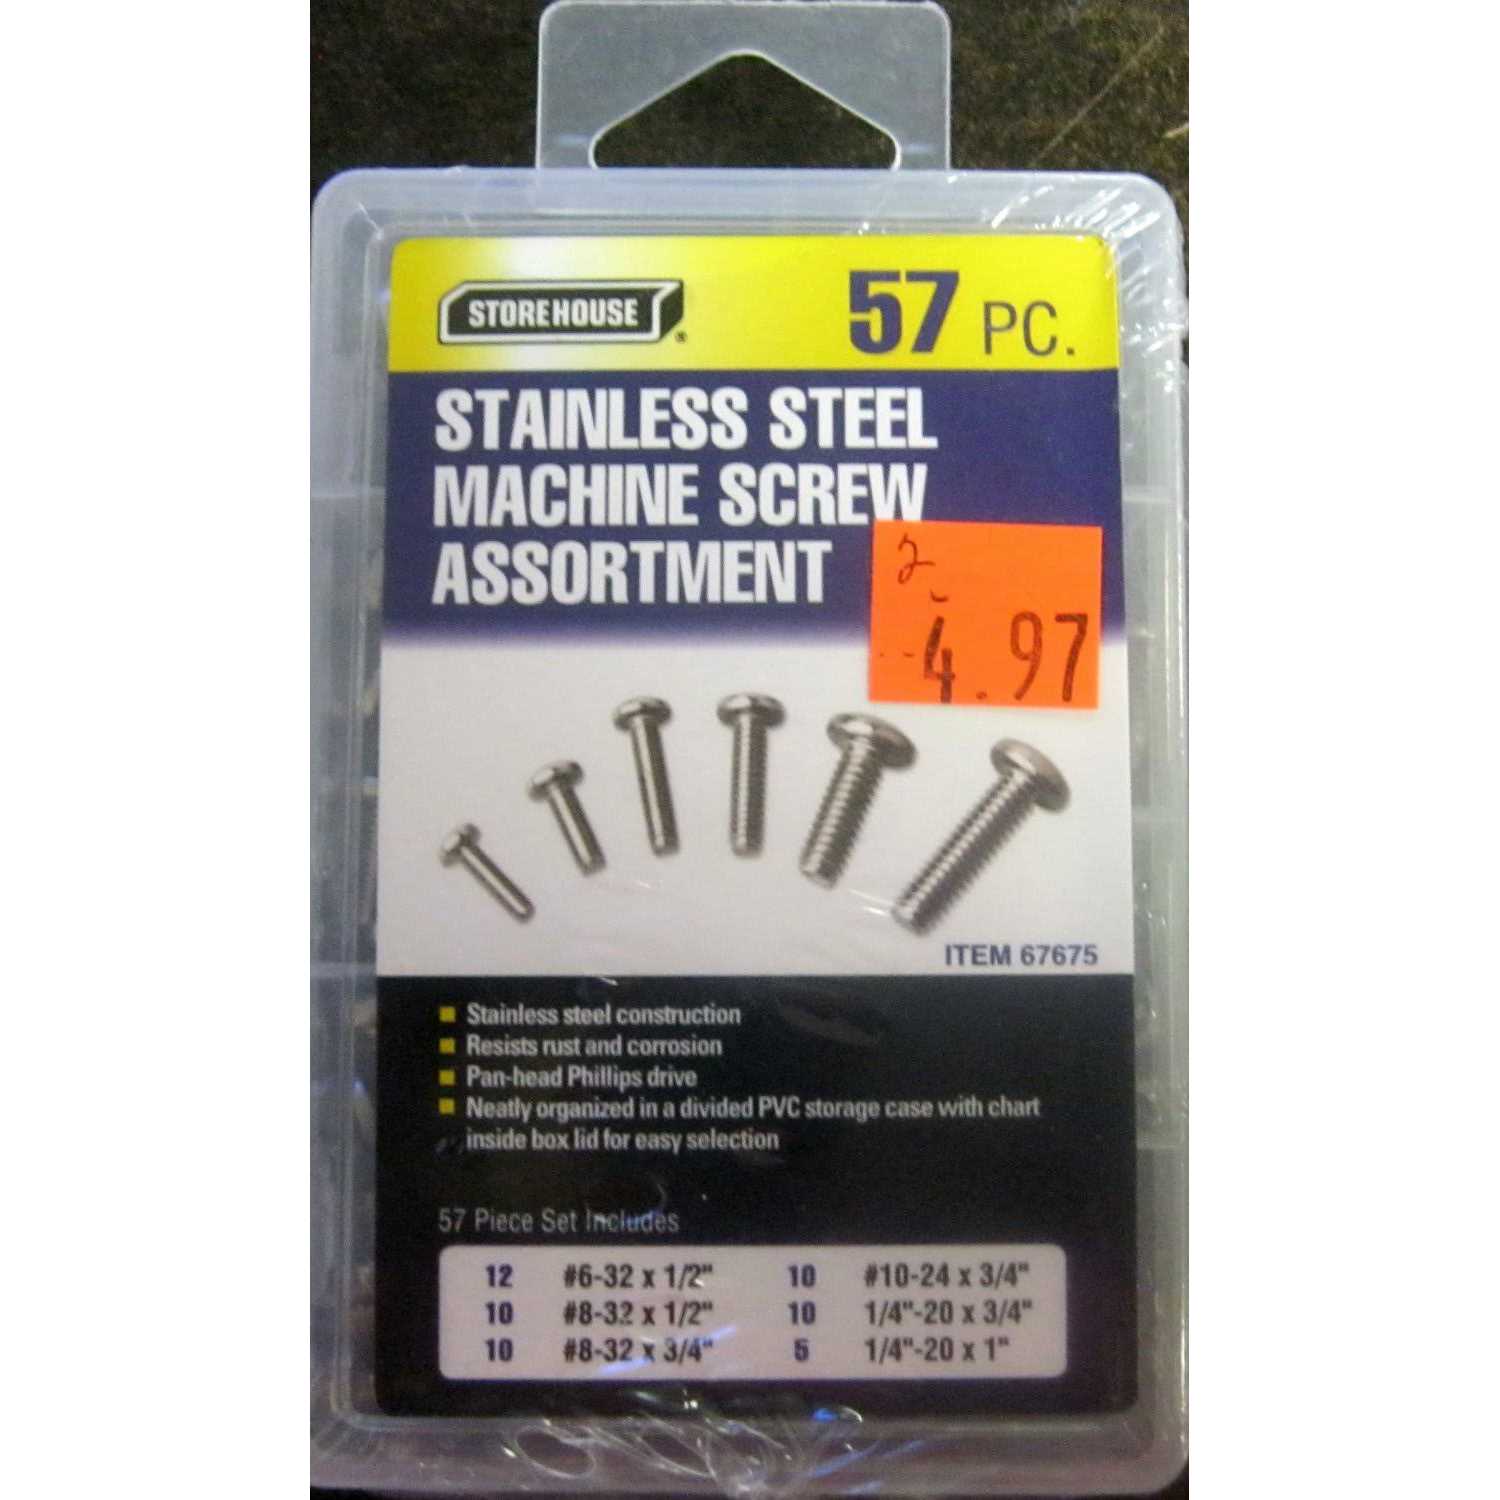 STOREHOUSE®
57 PC.
STAINLESS STEEL
MACHINE SCREW
ASSORTMENT
2
4.97
ITEM 67675
Stainless steel construction
Resists rust and corrosion
Pan-head Phillips drive
Neatly organized in a divided PVC storage case with chart
inside box lid for easy selection
57 Piece Set Includes
12 #6-32 x 1/2" 10 #10-24 x 3/4"
10 #8-32 x 1/2" 10 1/4"-20 x 3/4"
10 #8-32 x 3/4" 5 1/4"-20 x 1"